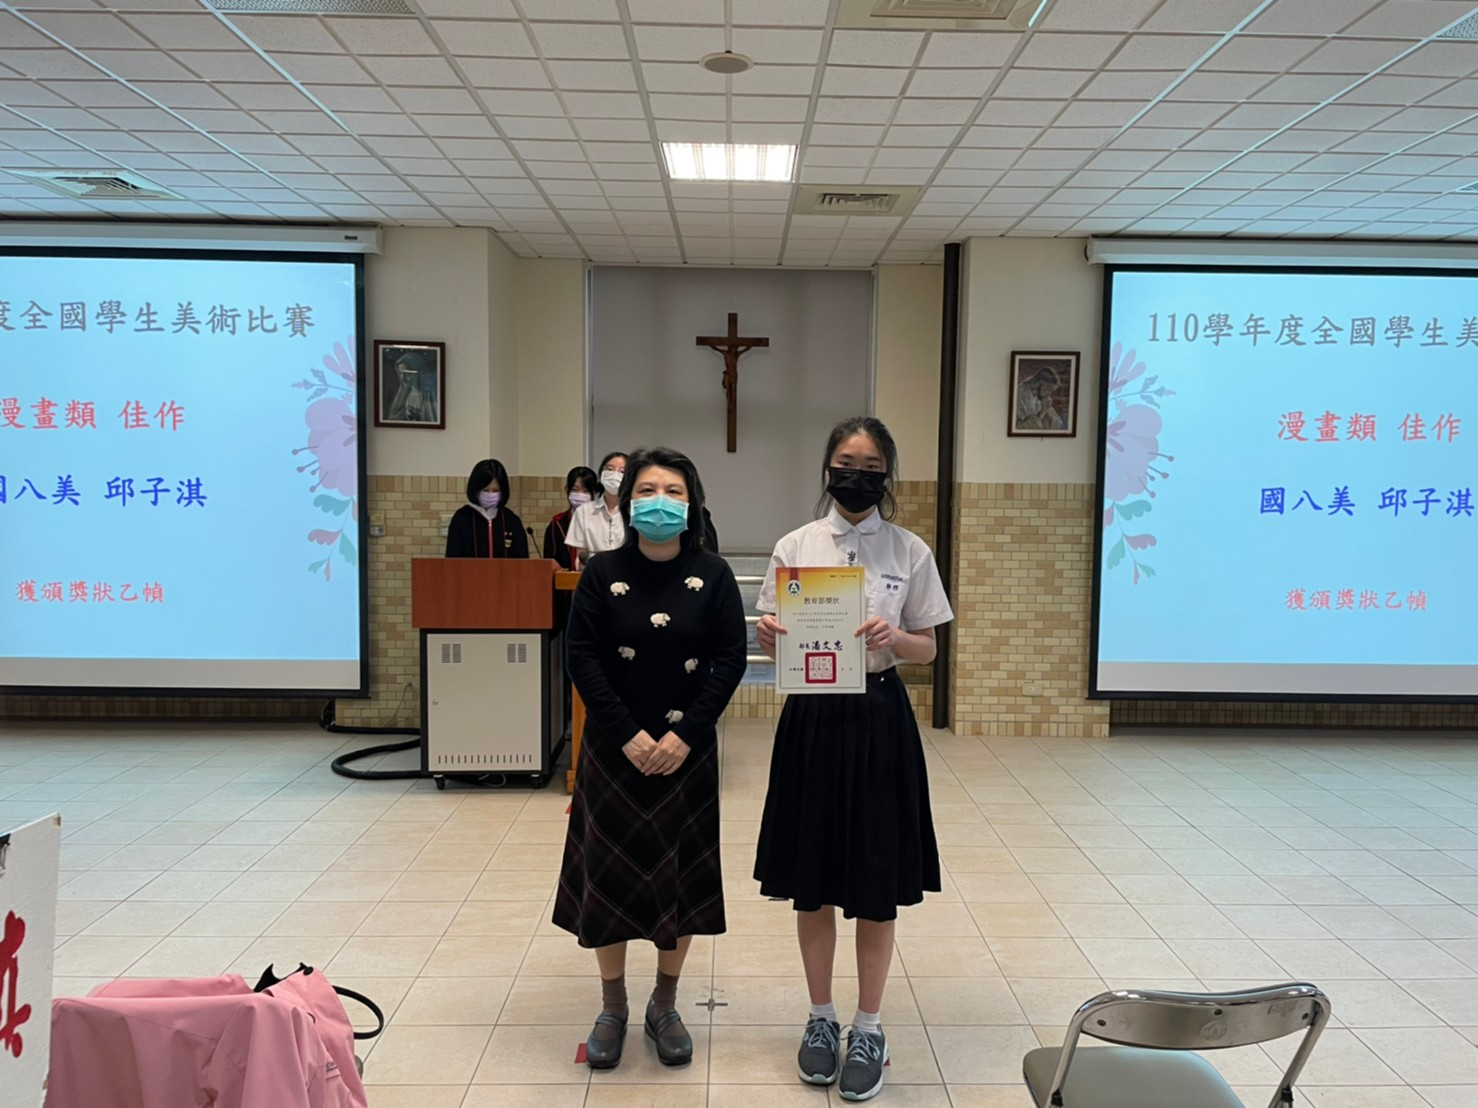 度全國學生美術比賽
漫畫類 佳作
國八美 邱子淇
獲頒獎狀乙幀
110學年度全國學生美
漫畫類 佳作
國八美 邱子淇
獲頒獎狀乙幀
教育部獎狀
部長 潘文忠